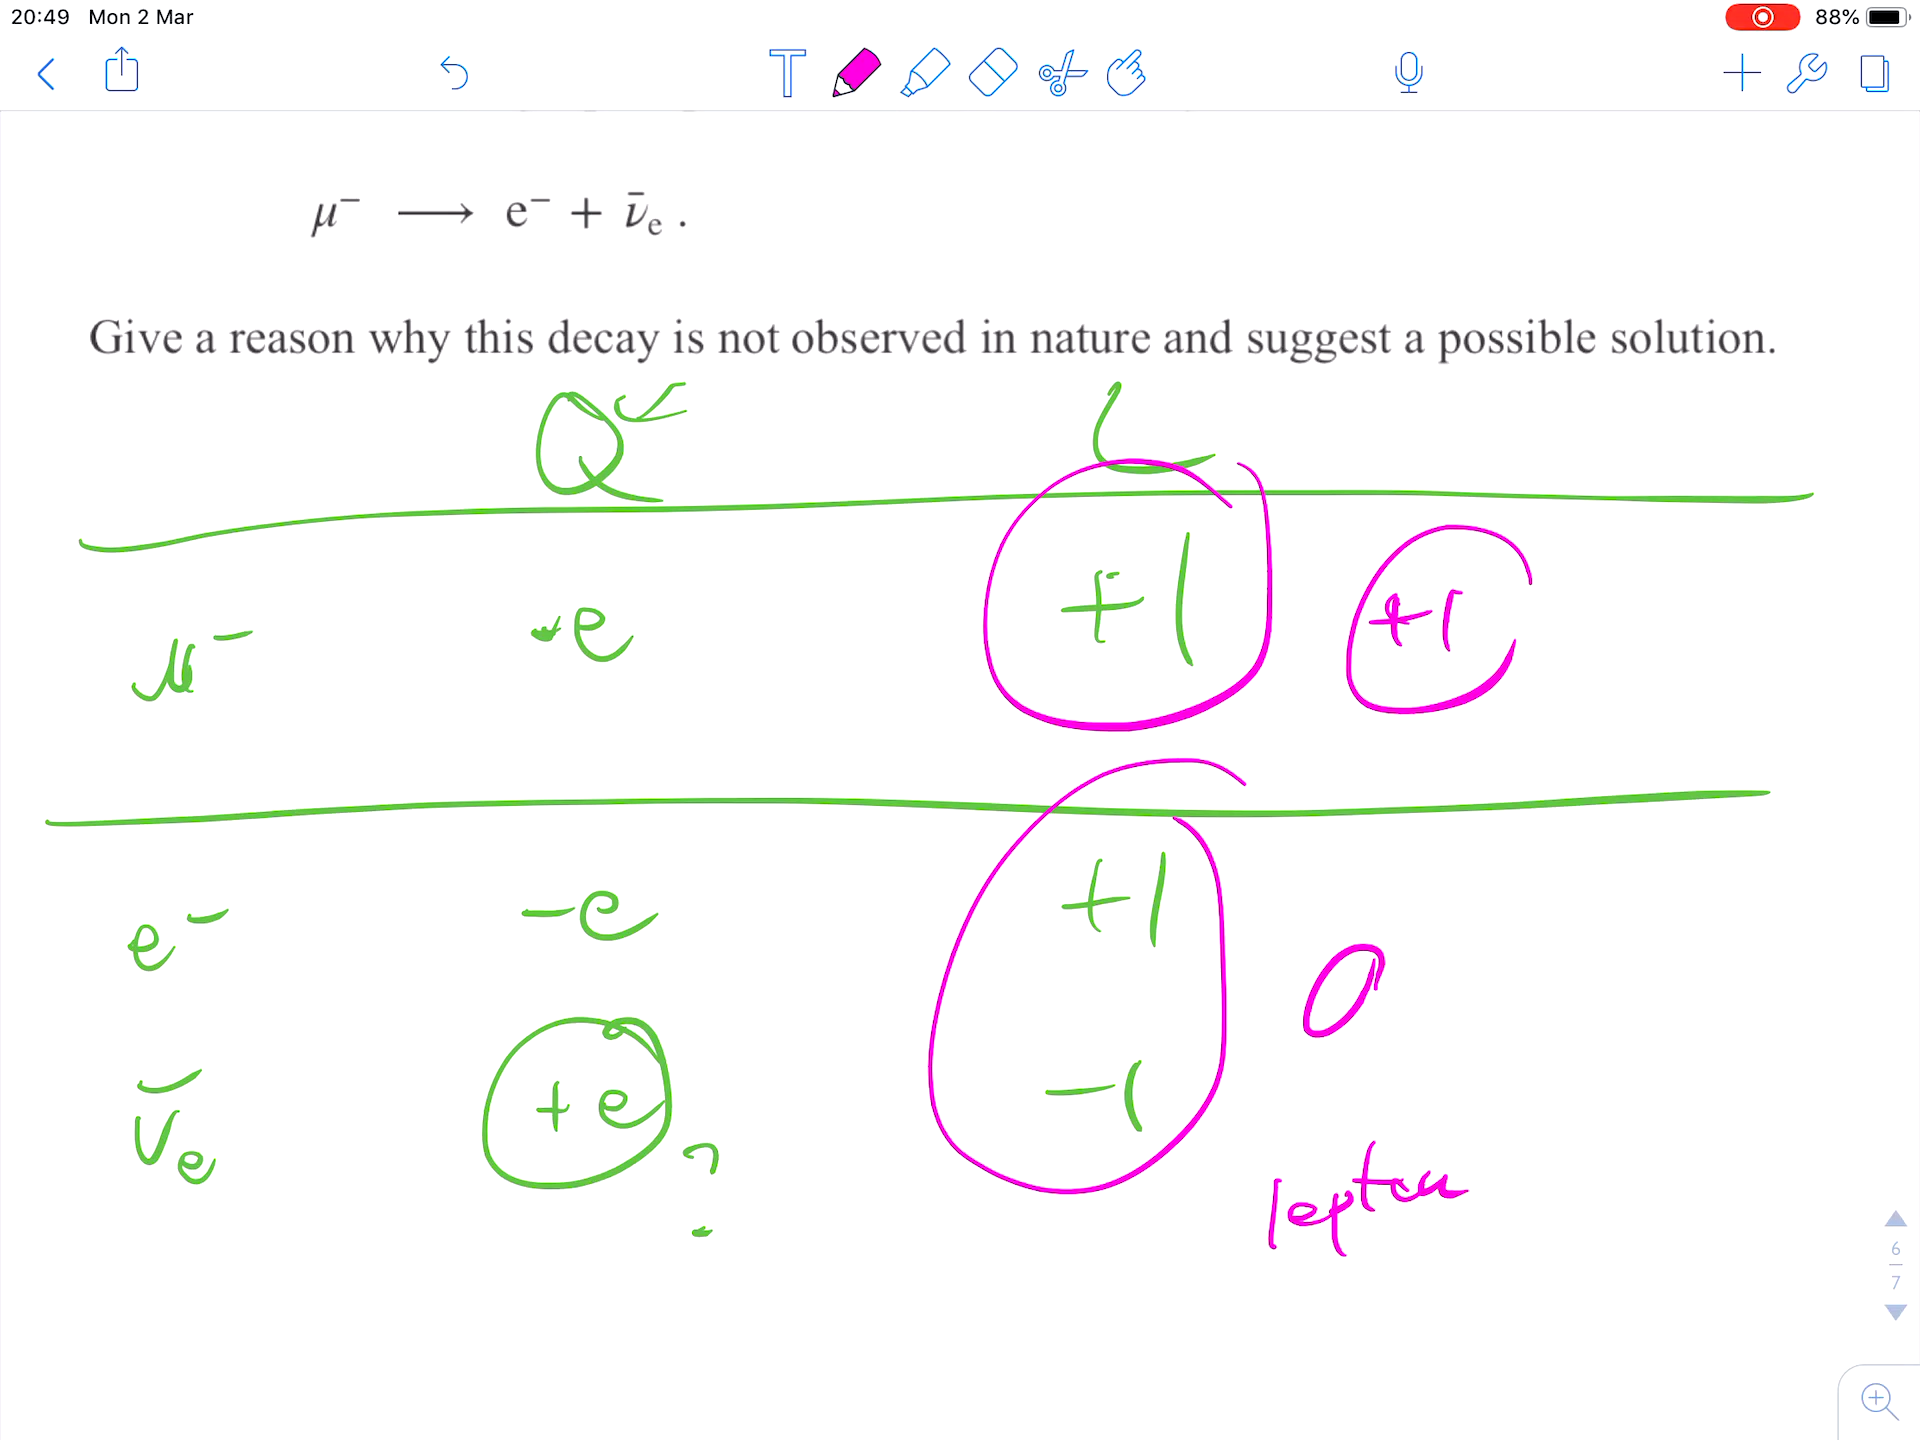 20:49 Mon 2 Mar 88%
T
μ⁻ ⟶ e⁻ + ν̄ₑ .
Give a reason why this decay is not observed in nature and suggest a possible solution.
Q L
μ⁻ -e +1 +1
e⁻ -e +1
0
ν̄ₑ +e ? -1
lepton
6
7